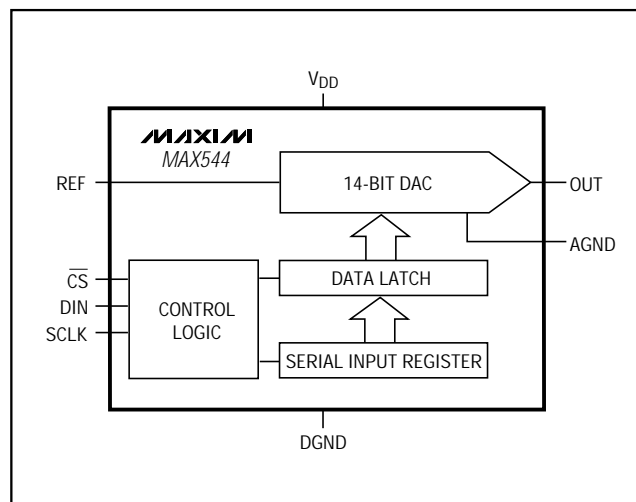 VDD
MAXIM
MAX544
REF
14-BIT DAC
OUT
AGND
CS
DATA LATCH
DIN
CONTROL
LOGIC
SCLK
SERIAL INPUT REGISTER
DGND